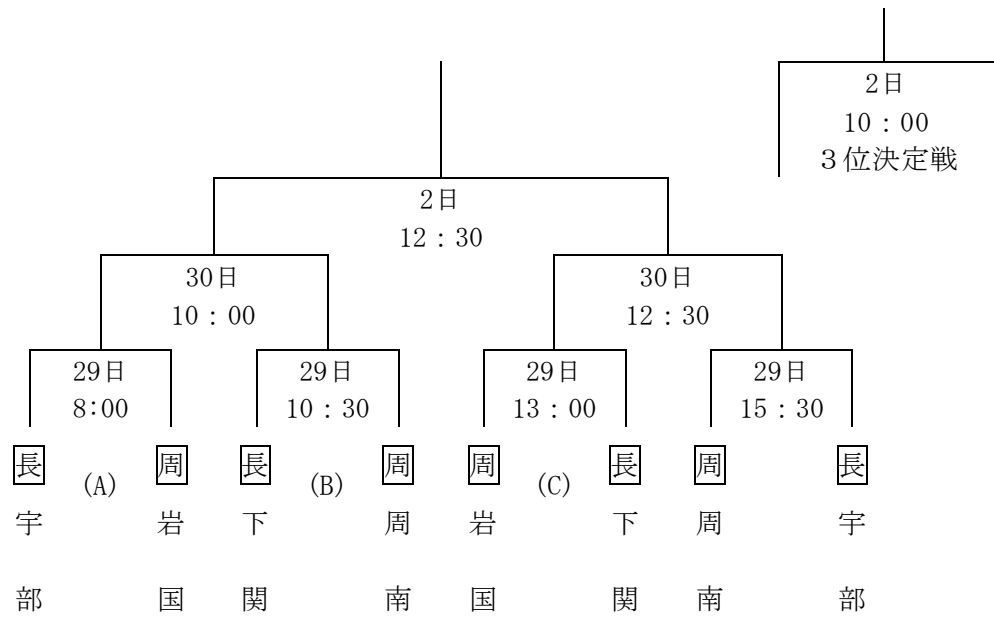 2日
10：00
３位決定戦
2日
12：30
30日
10：00
30日
12：30
29日
8:00
29日
10：30
29日
13：00
29日
15：30
長 (A) 周 長 (B) 周 周 (C) 長 周 長
宇部
岩国
下関
周南
岩国
下関
周南
宇部